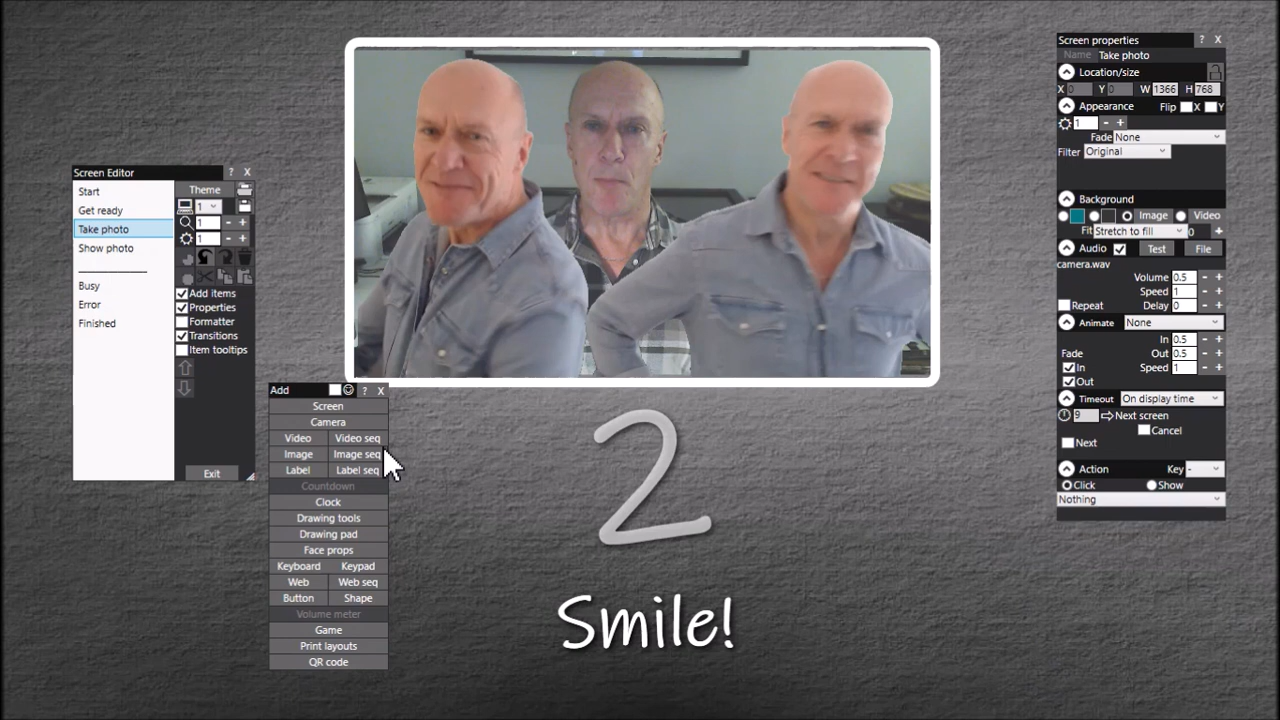 Screen Editor ? X
Start
Get ready
Take photo
Show photo
Busy
Error
Finished
Theme
1
1 - +
1 - +
Add items
Properties
Formatter
Transitions
Item tooltips
Exit
Add ? X
Screen
Camera
Video Video seq
Image Image seq
Label Label seq
Countdown
Clock
Drawing tools
Drawing pad
Face props
Keyboard Keypad
Web Web seq
Button Shape
Volume meter
Game
Print layouts
QR code
2
Smile!
Screen properties ? X
Name Take photo
Location/size
X 0 Y 0 W 1366 H 768
Appearance Flip X Y
1 - +
Fade None
Filter Original
Background
Image Video
Fit Stretch to fill 0 +
Audio Test File
camera.wav
Volume 0.5 - +
Speed 1 - +
Repeat Delay 0 - +
Animate None
In 0.5 - +
Fade Out 0.5 - +
In Speed 1 - +
Out
Timeout On display time
9 Next screen
Cancel
Next
Action Key -
Click Show
Nothing